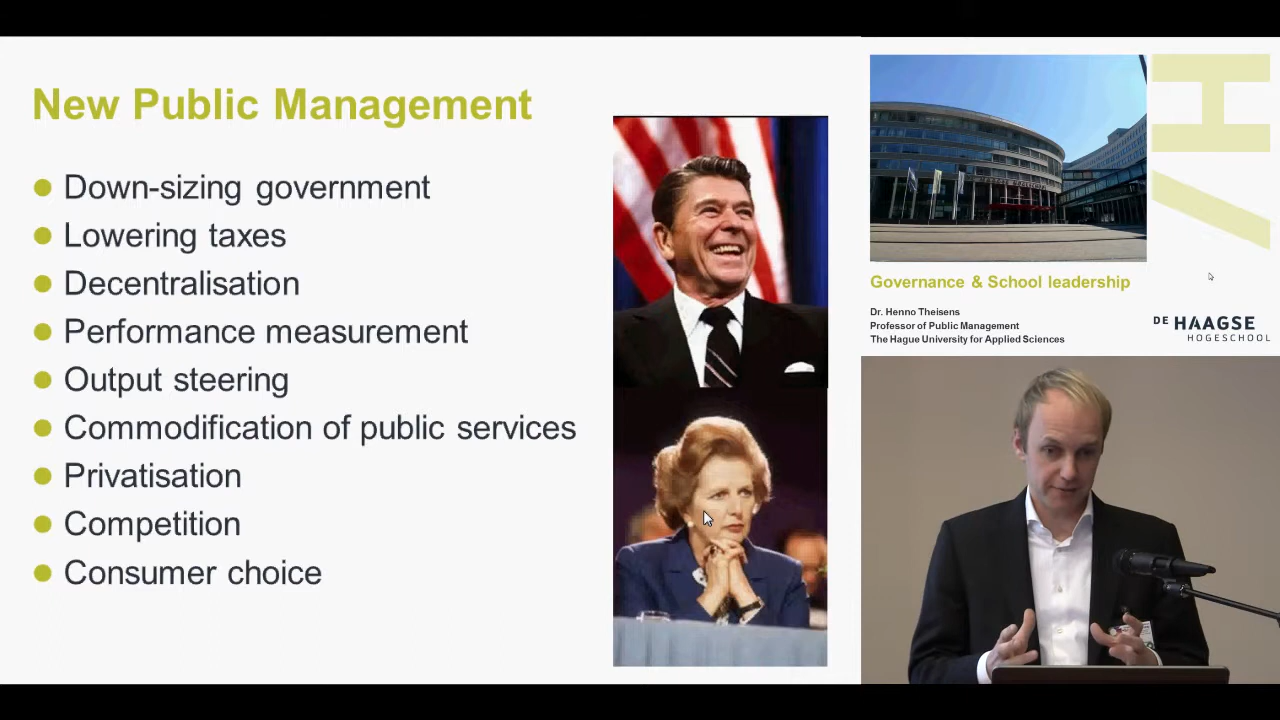 New Public Management
Down-sizing government
Lowering taxes
Decentralisation
Performance measurement
Output steering
Commodification of public services
Privatisation
Competition
Consumer choice
H/
Governance & School leadership
Dr. Henno Theisens
Professor of Public Management
The Hague University for Applied Sciences
DE HAAGSE
HOGESCHOOL